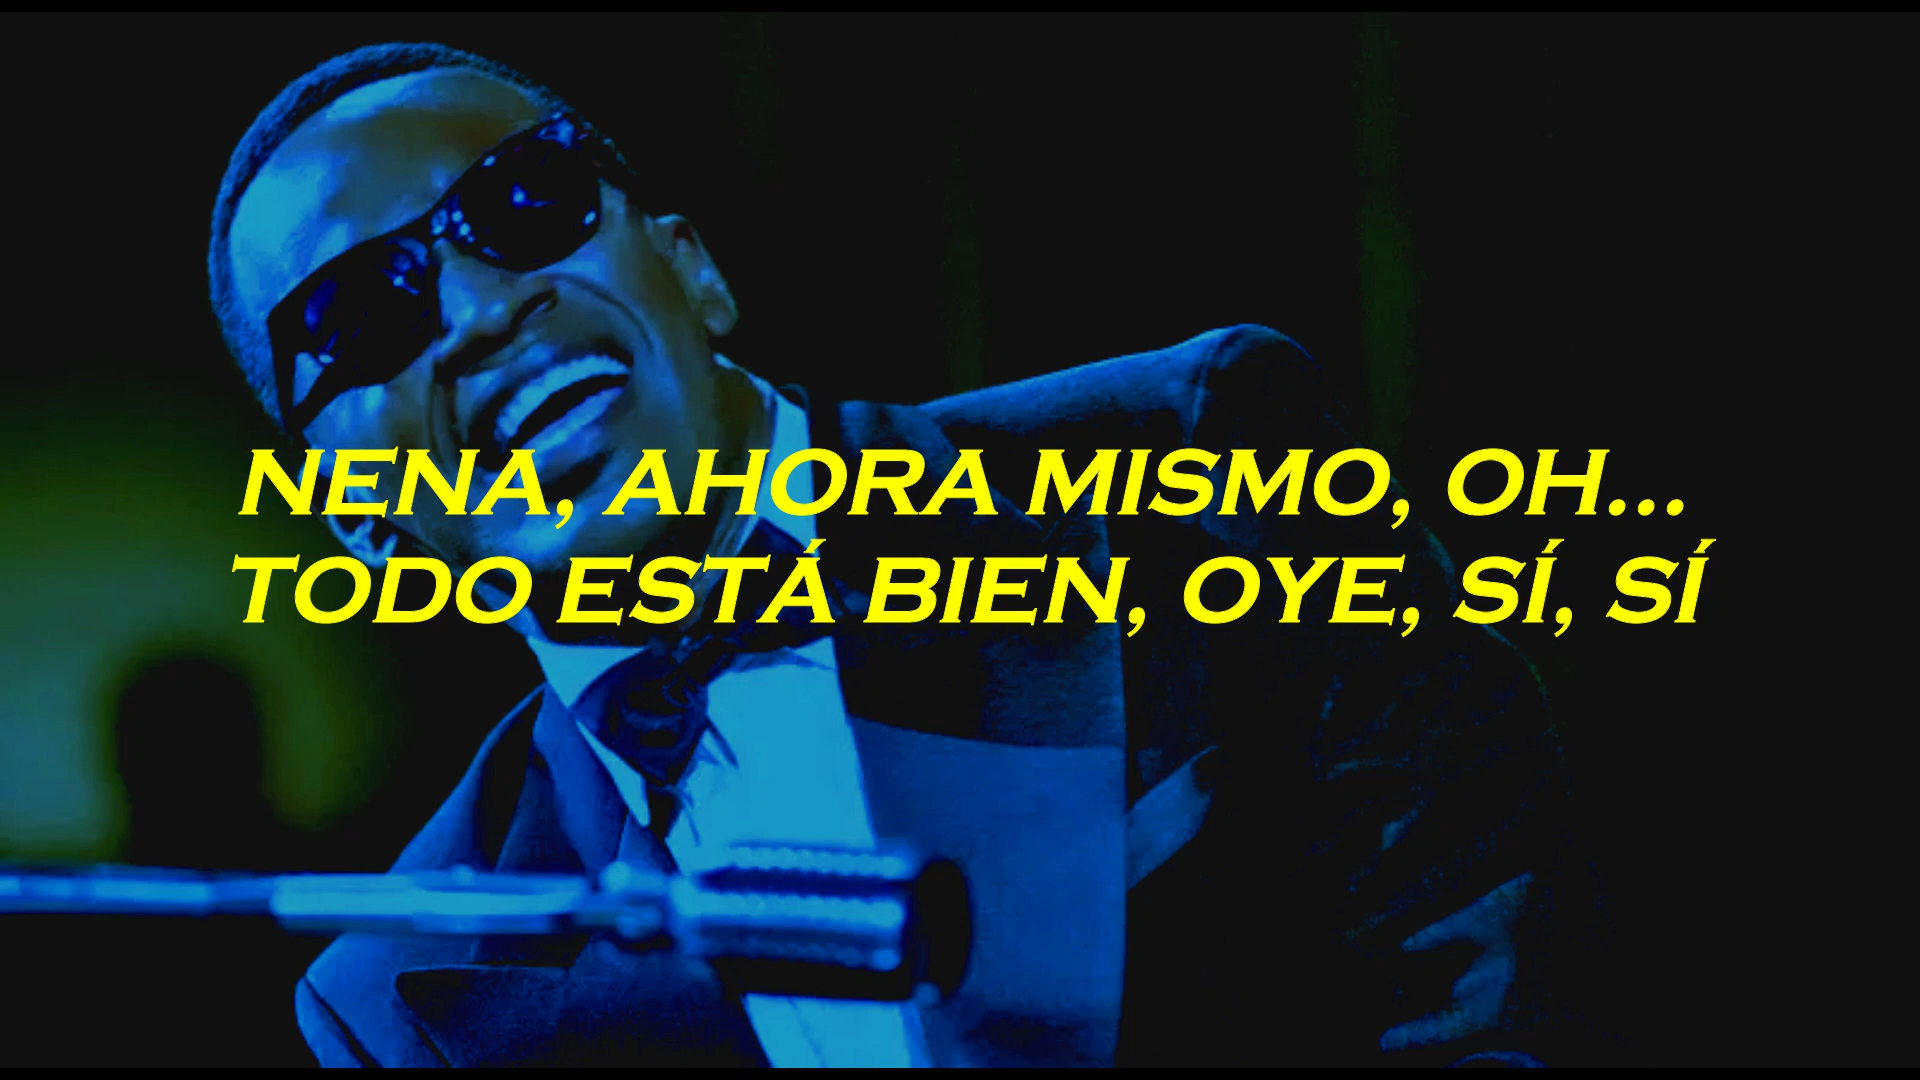 NENA, AHORA MISMO, OH...
TODO ESTÁ BIEN, OYE, SÍ, SÍ